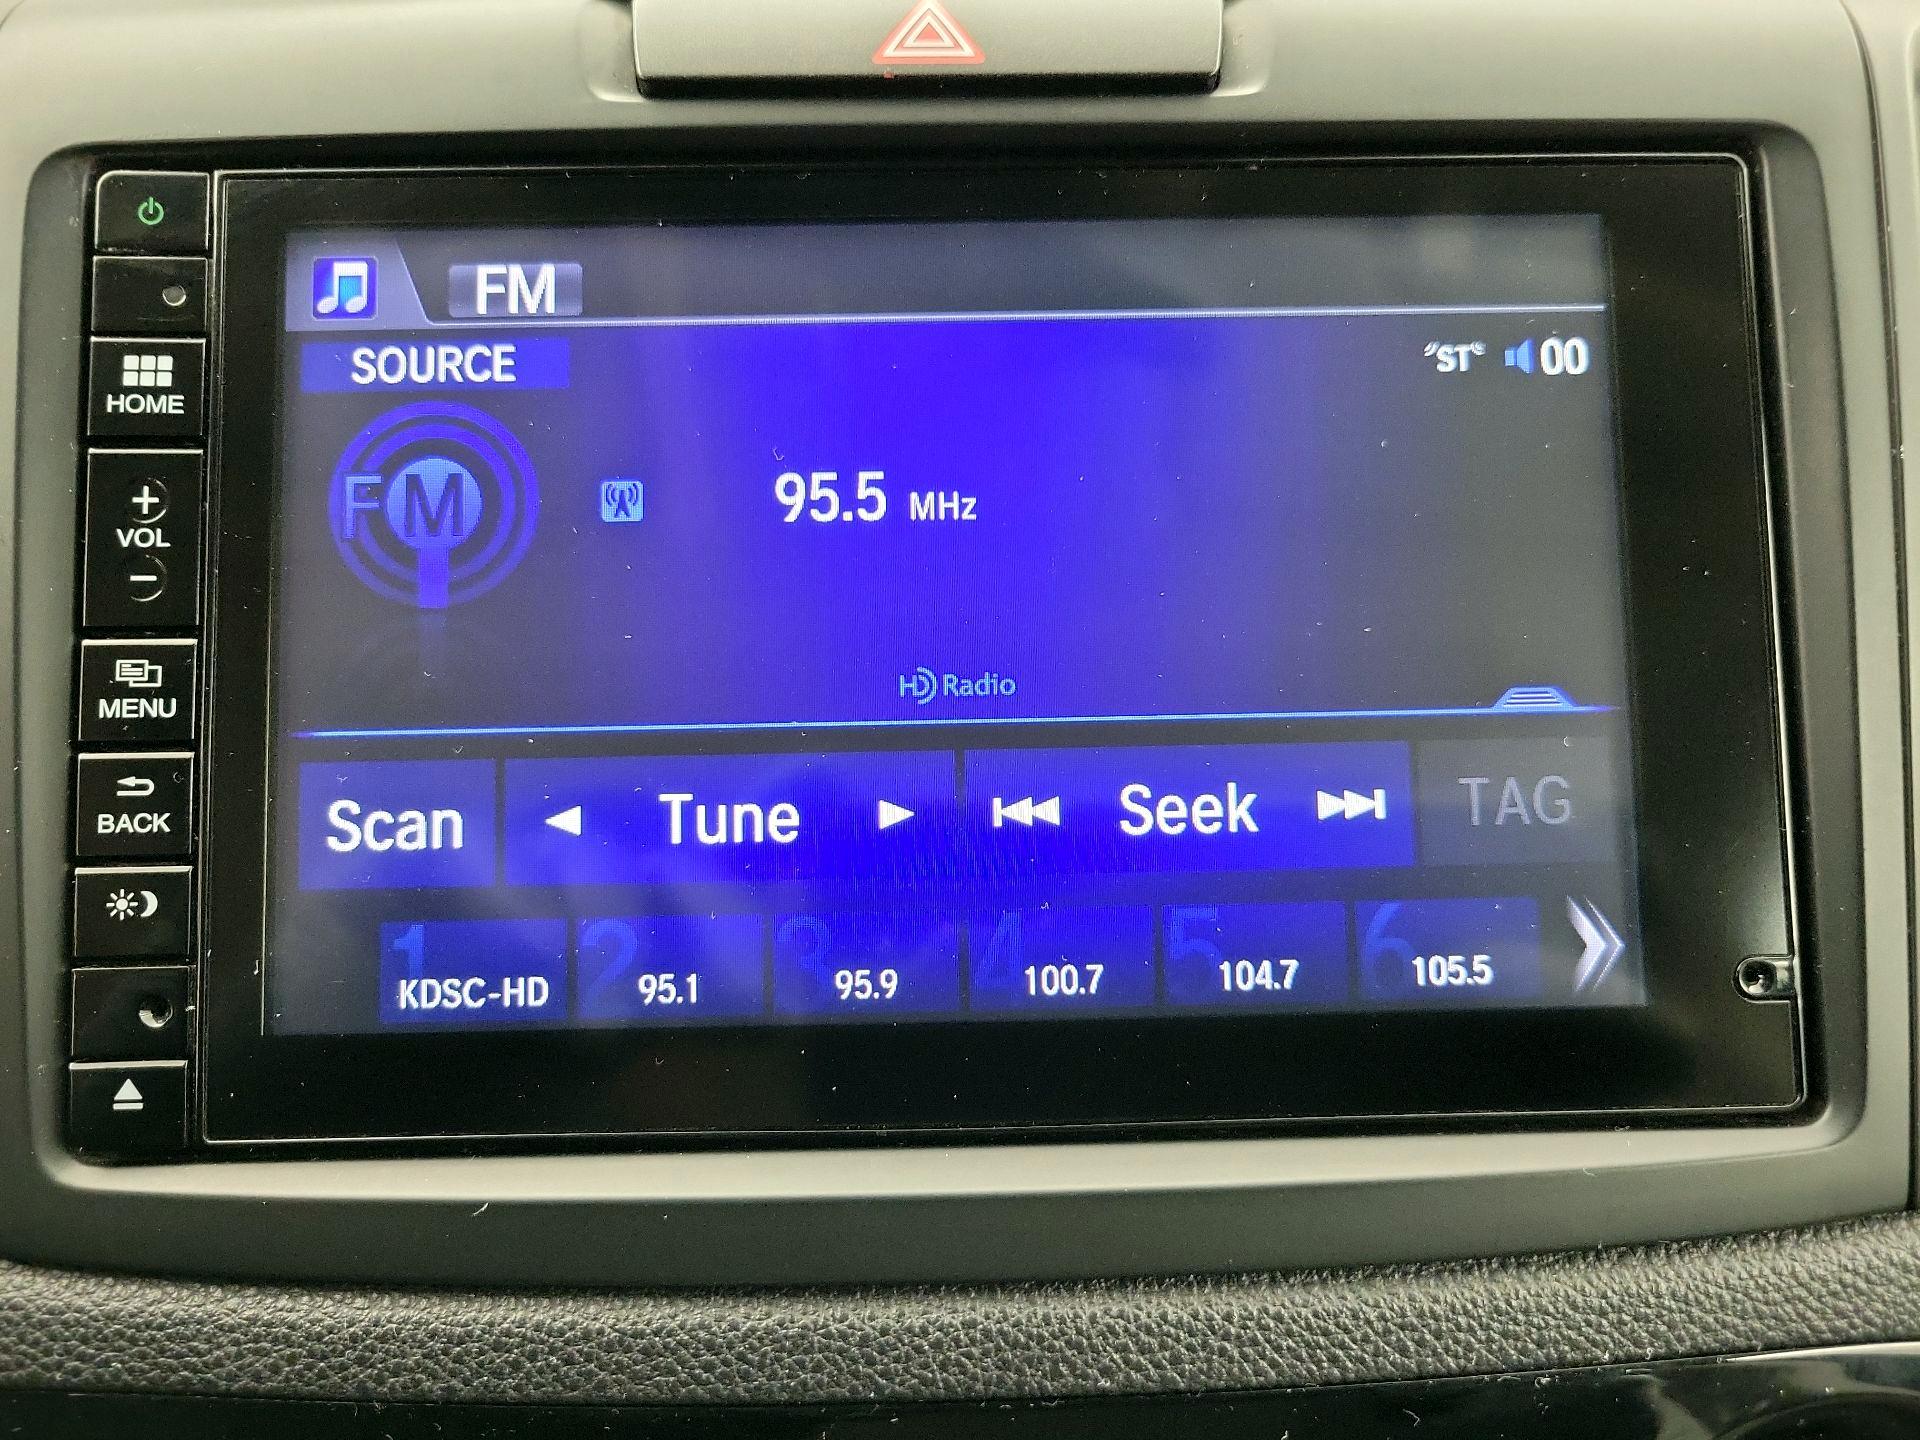 FM
SOURCE
"ST" 00
HOME
FM
95.5 MHz
+
VOL
-
HD Radio
MENU
Scan
Tune
Seek
TAG
BACK
1 KDSC-HD
2 95.1
3 95.9
4 100.7
5 104.7
6 105.5